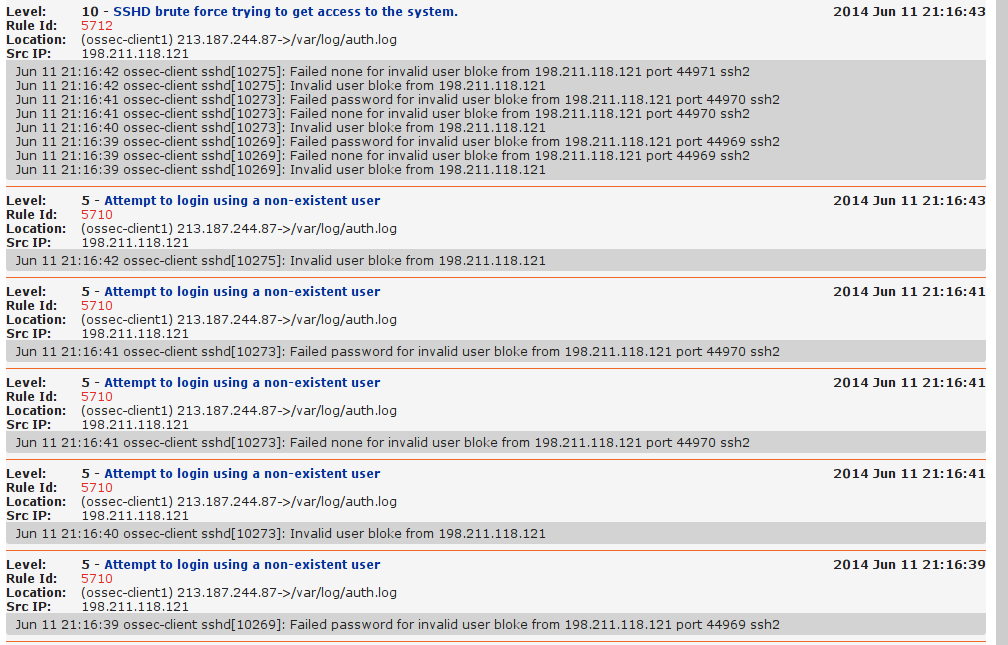 Level: 10 - SSHD brute force trying to get access to the system. 2014 Jun 11 21:16:43
Rule Id: 5712
Location: (ossec-client1) 213.187.244.87->/var/log/auth.log
Src IP: 198.211.118.121
Jun 11 21:16:42 ossec-client sshd[10275]: Failed none for invalid user bloke from 198.211.118.121 port 44971 ssh2
Jun 11 21:16:42 ossec-client sshd[10275]: Invalid user bloke from 198.211.118.121
Jun 11 21:16:41 ossec-client sshd[10273]: Failed password for invalid user bloke from 198.211.118.121 port 44970 ssh2
Jun 11 21:16:41 ossec-client sshd[10273]: Failed none for invalid user bloke from 198.211.118.121 port 44970 ssh2
Jun 11 21:16:40 ossec-client sshd[10273]: Invalid user bloke from 198.211.118.121
Jun 11 21:16:39 ossec-client sshd[10269]: Failed password for invalid user bloke from 198.211.118.121 port 44969 ssh2
Jun 11 21:16:39 ossec-client sshd[10269]: Failed none for invalid user bloke from 198.211.118.121 port 44969 ssh2
Jun 11 21:16:39 ossec-client sshd[10269]: Invalid user bloke from 198.211.118.121
Level: 5 - Attempt to login using a non-existent user 2014 Jun 11 21:16:43
Rule Id: 5710
Location: (ossec-client1) 213.187.244.87->/var/log/auth.log
Src IP: 198.211.118.121
Jun 11 21:16:42 ossec-client sshd[10275]: Invalid user bloke from 198.211.118.121
Level: 5 - Attempt to login using a non-existent user 2014 Jun 11 21:16:41
Rule Id: 5710
Location: (ossec-client1) 213.187.244.87->/var/log/auth.log
Src IP: 198.211.118.121
Jun 11 21:16:41 ossec-client sshd[10273]: Failed password for invalid user bloke from 198.211.118.121 port 44970 ssh2
Level: 5 - Attempt to login using a non-existent user 2014 Jun 11 21:16:41
Rule Id: 5710
Location: (ossec-client1) 213.187.244.87->/var/log/auth.log
Src IP: 198.211.118.121
Jun 11 21:16:41 ossec-client sshd[10273]: Failed none for invalid user bloke from 198.211.118.121 port 44970 ssh2
Level: 5 - Attempt to login using a non-existent user 2014 Jun 11 21:16:41
Rule Id: 5710
Location: (ossec-client1) 213.187.244.87->/var/log/auth.log
Src IP: 198.211.118.121
Jun 11 21:16:40 ossec-client sshd[10273]: Invalid user bloke from 198.211.118.121
Level: 5 - Attempt to login using a non-existent user 2014 Jun 11 21:16:39
Rule Id: 5710
Location: (ossec-client1) 213.187.244.87->/var/log/auth.log
Src IP: 198.211.118.121
Jun 11 21:16:39 ossec-client sshd[10269]: Failed password for invalid user bloke from 198.211.118.121 port 44969 ssh2